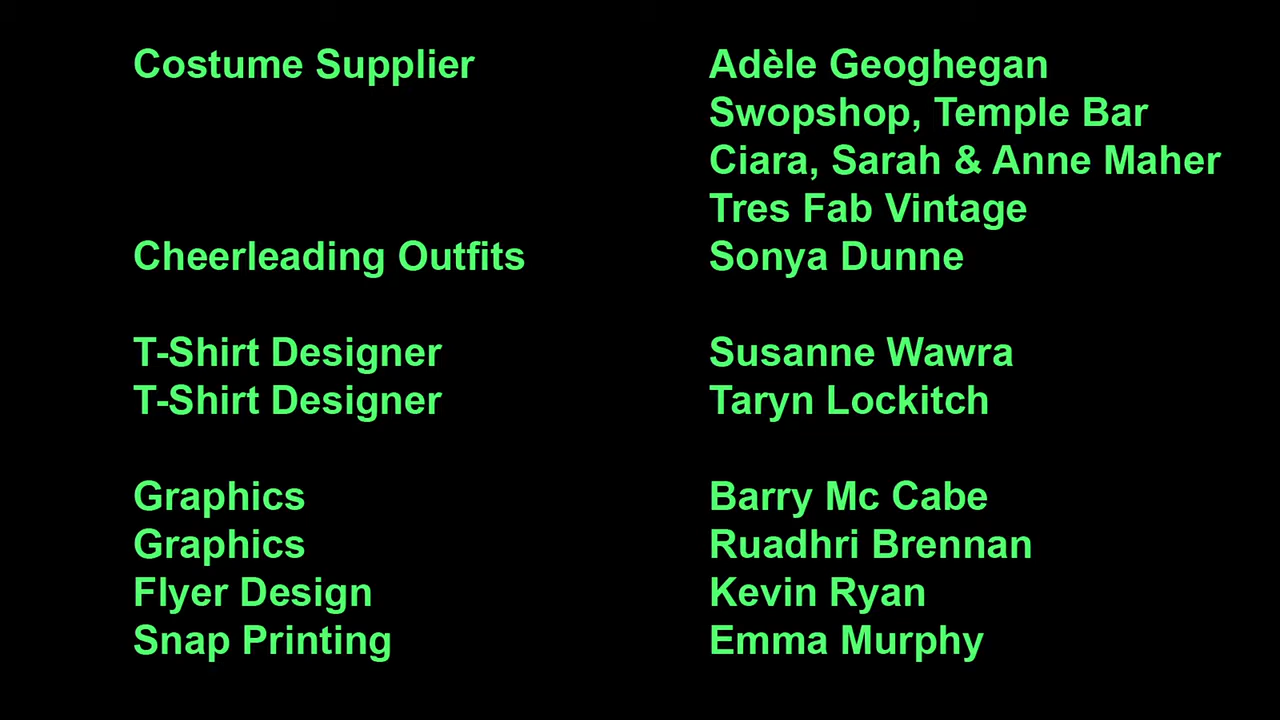 Costume Supplier Adèle Geoghegan
Swopshop, Temple Bar
Ciara, Sarah & Anne Maher
Tres Fab Vintage
Cheerleading Outfits Sonya Dunne
T-Shirt Designer Susanne Wawra
T-Shirt Designer Taryn Lockitch
Graphics Barry Mc Cabe
Graphics Ruadhri Brennan
Flyer Design Kevin Ryan
Snap Printing Emma Murphy